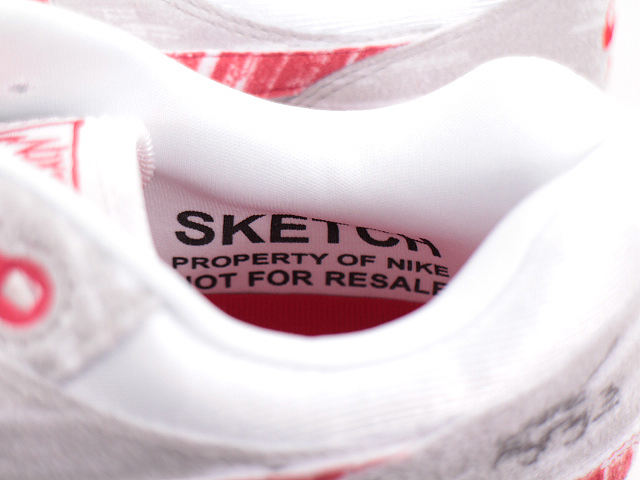 SKETCH
PROPERTY OF NIKE
NOT FOR RESALE